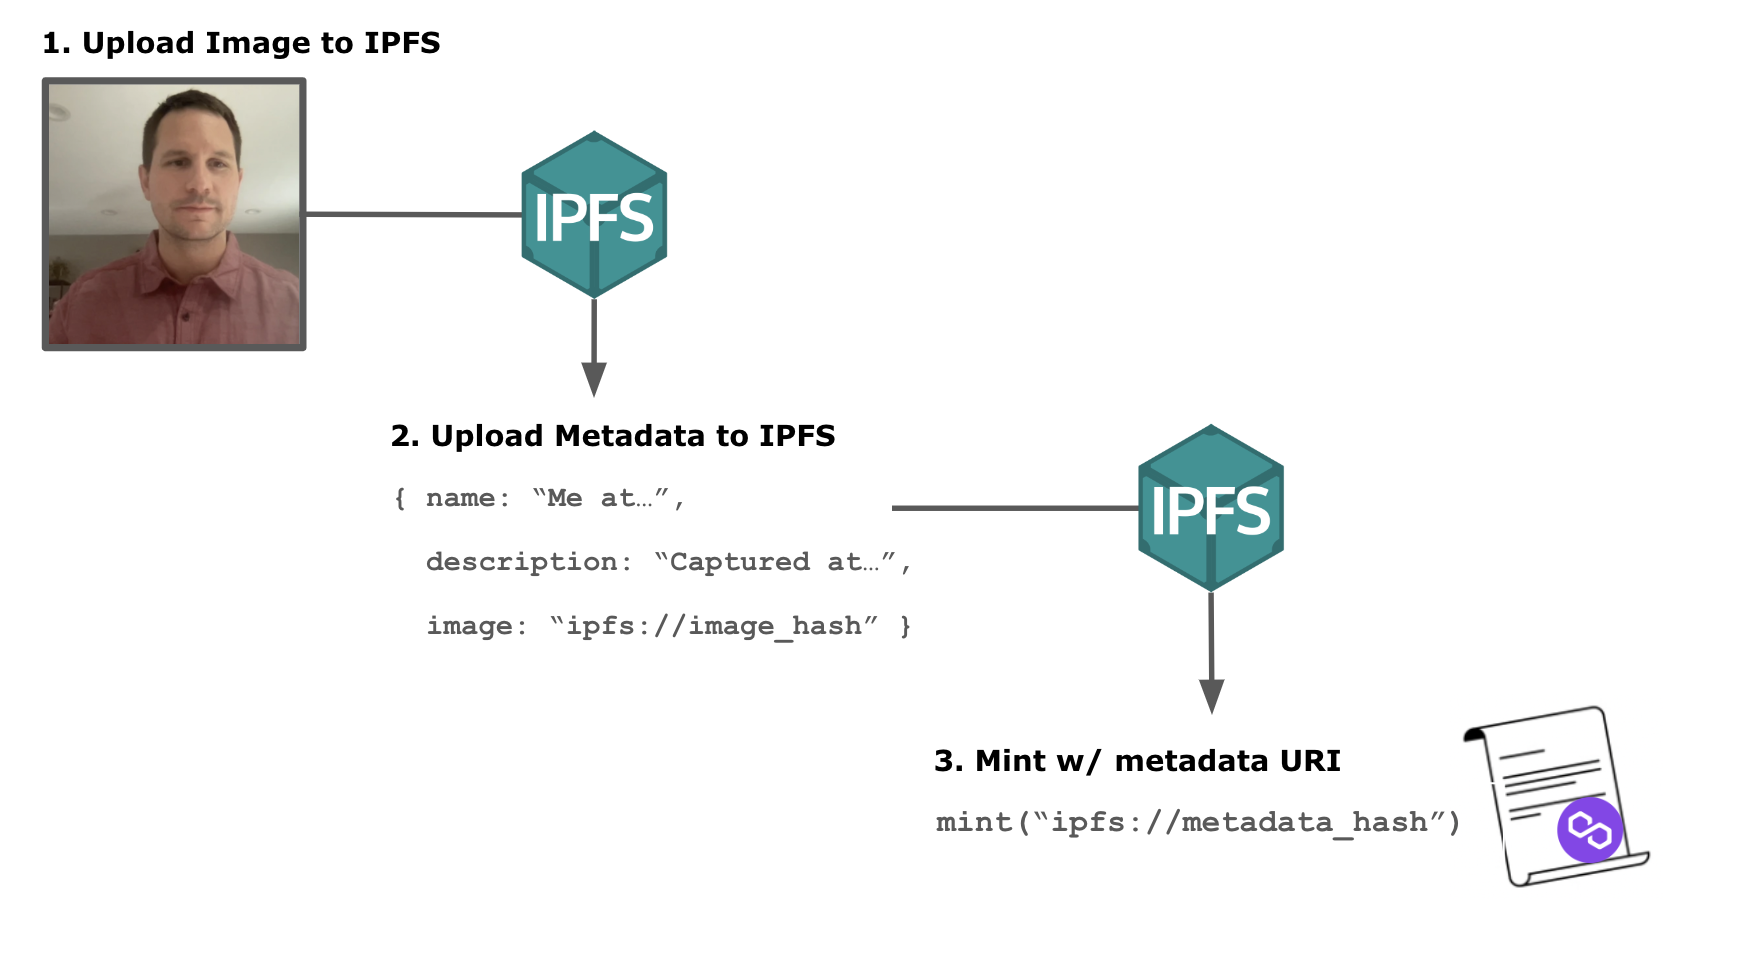 1. Upload Image to IPFS
IPFS
2. Upload Metadata to IPFS
{ name: “Me at…”,
description: “Captured at…”,
image: “ipfs://image_hash” }
IPFS
3. Mint w/ metadata URI
mint(“ipfs://metadata_hash”)